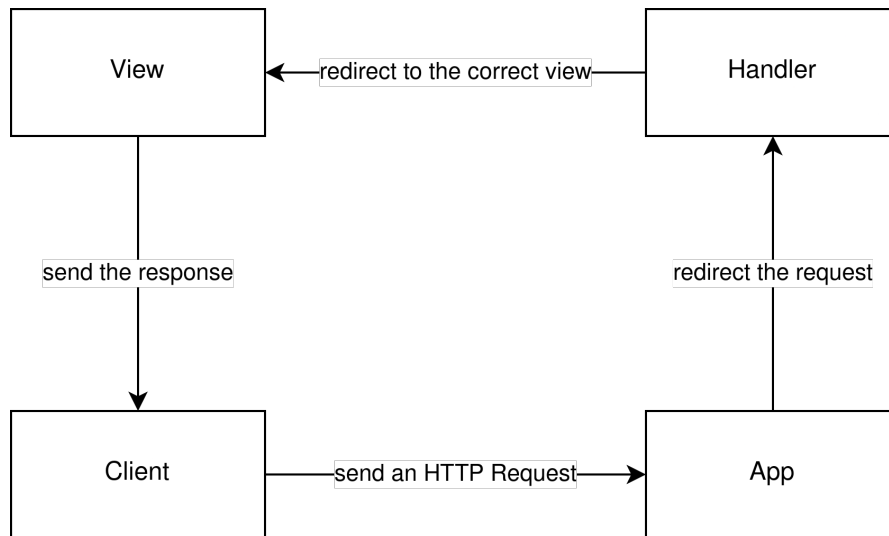 View
redirect to the correct view
Handler
send the response
redirect the request
Client
send an HTTP Request
App